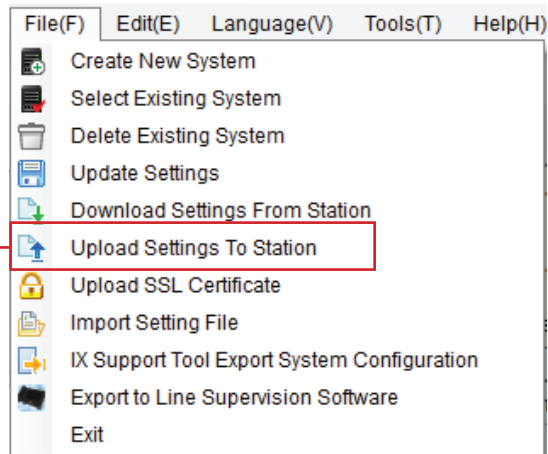 File(F) Edit(E) Language(V) Tools(T) Help(H)
Create New System
Select Existing System
Delete Existing System
Update Settings
Download Settings From Station
Upload Settings To Station
Upload SSL Certificate
Import Setting File
IX Support Tool Export System Configuration
Export to Line Supervision Software
Exit